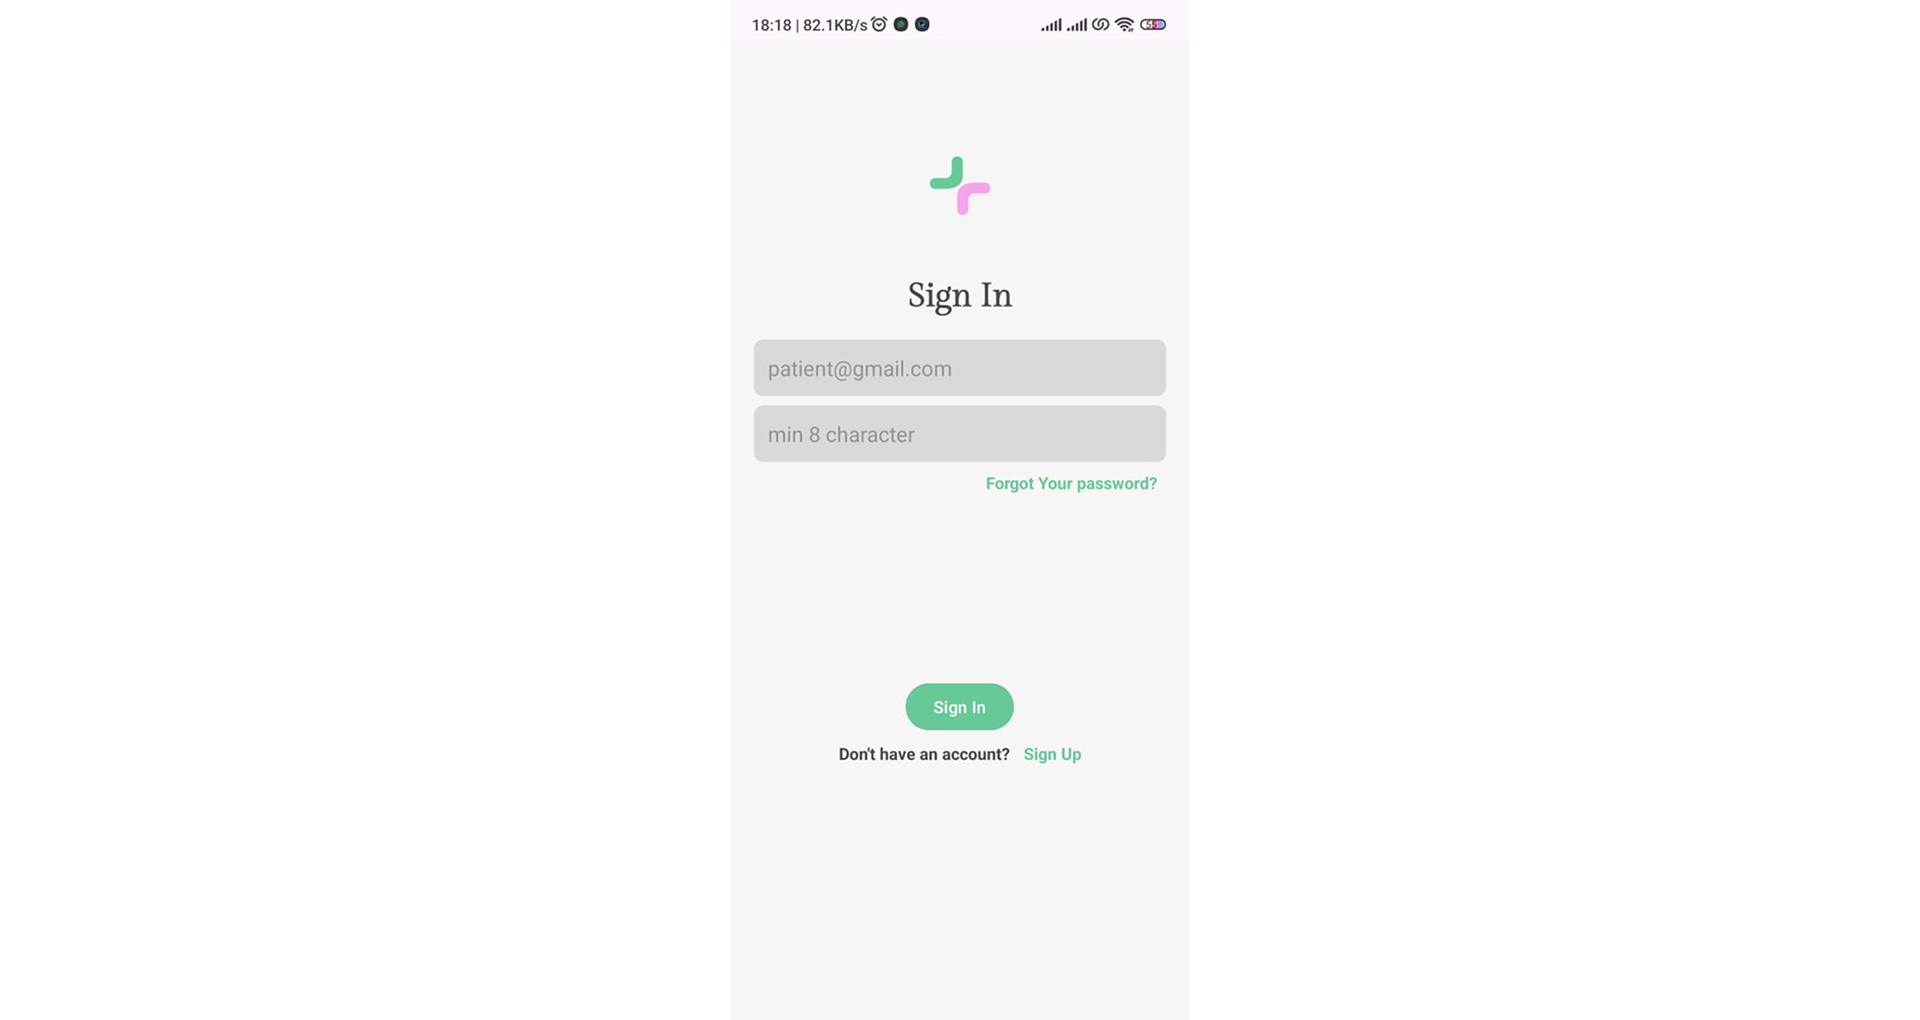 18:18 | 82.1KB/s
55
Sign In
patient@gmail.com
min 8 character
Forgot Your password?
Sign In
Don't have an account? Sign Up